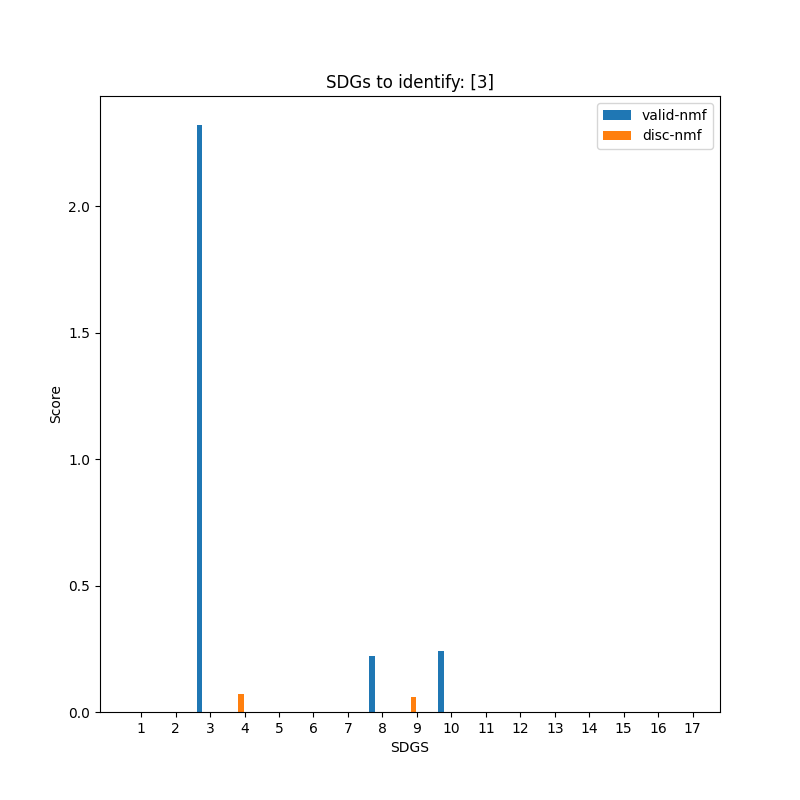 SDGs to identify: [3]
valid-nmf
disc-nmf
2.0
1.5
1.0
0.5
0.0
Score
1 2 3 4 5 6 7 8 9 10 11 12 13 14 15 16 17
SDGS